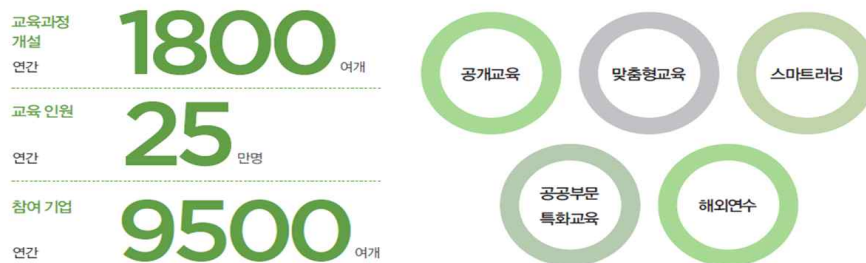 교육과정
개설
연간 1800 여개
교육 인원
연간 25 만명
참여 기업
연간 9500 여개
공개교육
맞춤형교육
스마트러닝
공공부문
특화교육
해외연수